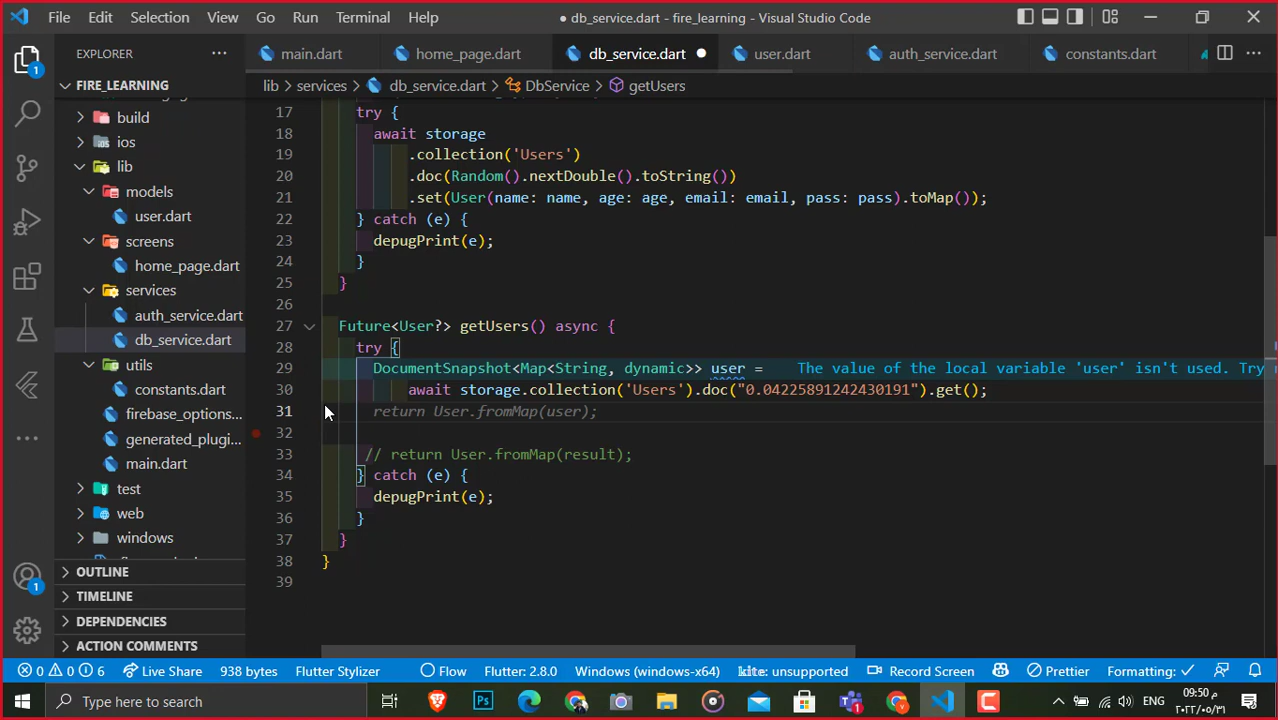 File Edit Selection View Go Run Terminal Help
● db_service.dart - fire_learning - Visual Studio Code
EXPLORER
main.dart home_page.dart db_service.dart user.dart auth_service.dart constants.dart
lib > services > db_service.dart > DbService > getUsers
FIRE_LEARNING
build
ios
lib
models
user.dart
screens
home_page.dart
services
auth_service.dart
db_service.dart
utils
constants.dart
firebase_options...
generated_plugi...
main.dart
test
web
windows
OUTLINE
TIMELINE
DEPENDENCIES
ACTION COMMENTS
17 try {
18 await storage
19 .collection('Users')
20 .doc(Random().nextDouble().toString())
21 .set(User(name: name, age: age, email: email, pass: pass).toMap());
22 } catch (e) {
23 depugPrint(e);
24 }
25 }
26
27 Future<User?> getUsers() async {
28 try {
29 DocumentSnapshot<Map<String, dynamic>> user = The value of the local variable 'user' isn't used. Try
30 await storage.collection('Users').doc("0.04225891242430191").get();
31 return User.fromMap(user);
32
33 // return User.fromMap(result);
34 } catch (e) {
35 depugPrint(e);
36 }
37 }
38 }
39
1
1
0 0 6 Live Share 938 bytes Flutter Stylizer Flow Flutter: 2.8.0 Windows (windows-x64) kite: unsupported Record Screen Prettier Formatting: ✓
Type here to search
ENG
09:50 م
٢٠٢٢/٠٥/٣١